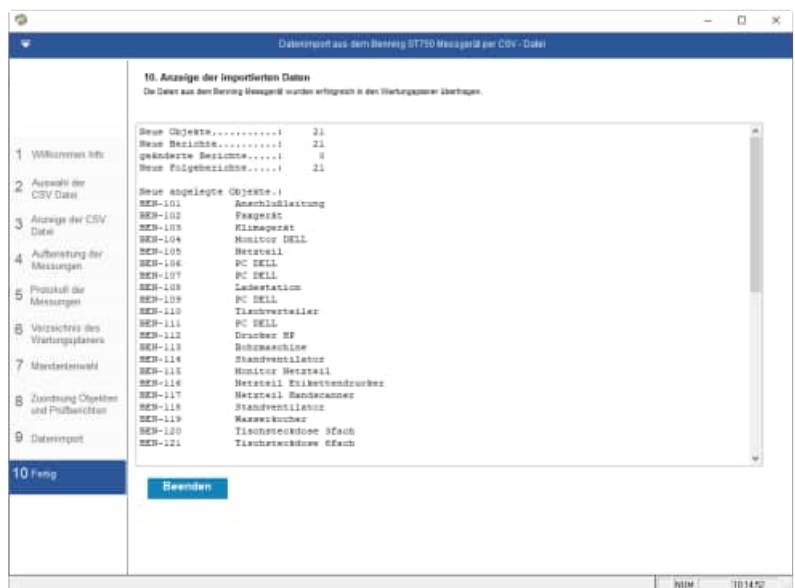 Datenimport aus dem Benning ST750 Messgerät per CSV - Datei
10. Anzeige der importierten Daten
Die Daten aus dem Benning Messgerät wurden erfolgreich in den Wartungsplaner übertragen.
1 Willkommen Info
2 Auswahl der
CSV Datei
3 Anzeige der CSV
Datei
4 Aufbereitung der
Messungen
5 Protokoll der
Messungen
6 Verzeichnis des
Wartungsplaners
7 Mandantenwahl
8 Zuordnung Objekten
und Prüfberichten
9 Datenimport
10 Fertig
Neue Objekte...........: 21
Neue Berichte..........: 21
geänderte Berichte.....: 0
Neue Folgeberichte.....: 21
Neue angelegte Objekte.:
BEN-101 Anschlußleitung
BEN-102 Faxgerät
BEN-103 Klimagerät
BEN-104 Monitor DELL
BEN-105 Netzteil
BEN-106 PC DELL
BEN-107 PC DELL
BEN-108 Ladestation
BEN-109 PC DELL
BEN-110 Tischverteiler
BEN-111 PC DELL
BEN-112 Drucker HP
BEN-113 Bohrmaschine
BEN-114 Standventilator
BEN-115 Monitor Netzteil
BEN-116 Netzteil Etikettendrucker
BEN-117 Netzteil Handscanner
BEN-118 Standventilator
BEN-119 Wasserkocher
BEN-120 Tischsteckdose 3fach
BEN-121 Tischsteckdose 6fach
Beenden
NUM 10:14:52